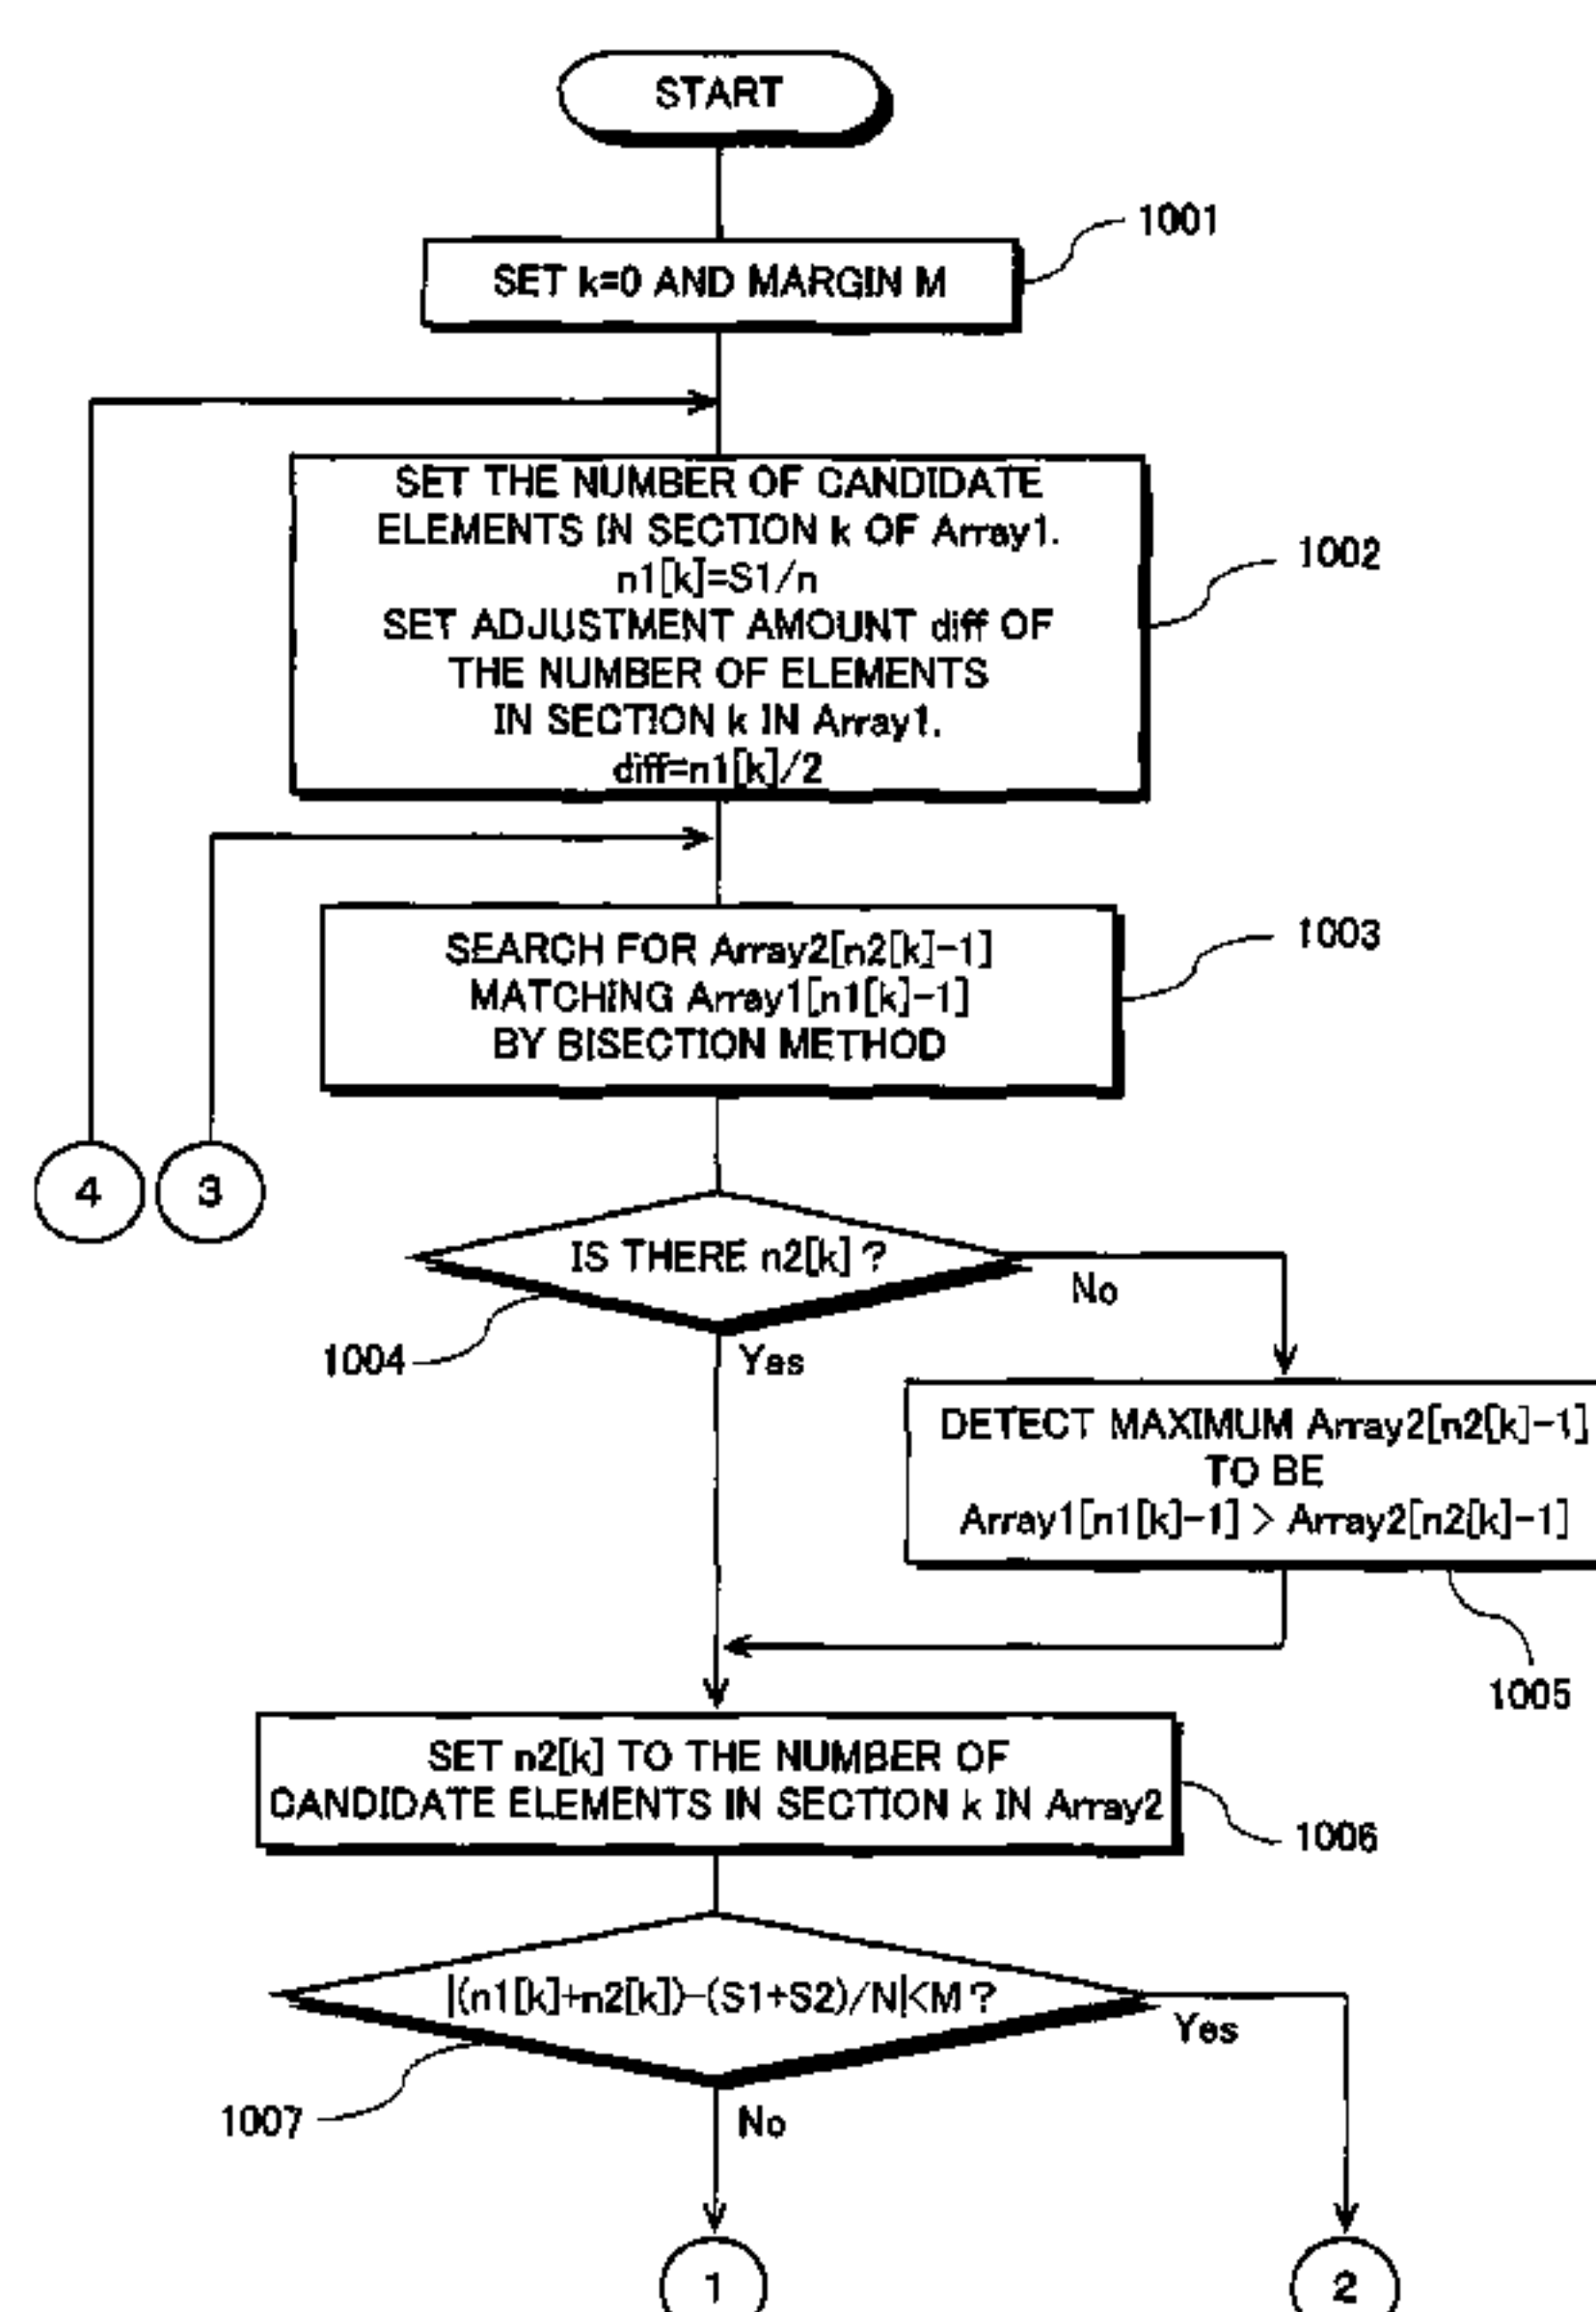 START
1001
SET k=0 AND MARGIN M
SET THE NUMBER OF CANDIDATE
ELEMENTS IN SECTION k OF Array1.
n1[k]=S1/n
SET ADJUSTMENT AMOUNT diff OF
THE NUMBER OF ELEMENTS
IN SECTION k IN Array1.
diff=n1[k]/2
1002
SEARCH FOR Array2[n2[k]-1]
MATCHING Array1[n1[k]-1]
BY BISECTION METHOD
1003
4
3
IS THERE n2[k] ?
No
1004
Yes
DETECT MAXIMUM Array2[n2[k]-1]
TO BE
Array1[n1[k]-1] > Array2[n2[k]-1]
1005
SET n2[k] TO THE NUMBER OF
CANDIDATE ELEMENTS IN SECTION k IN Array2
1006
|(n1[k]+n2[k])-(S1+S2)/N|<M ?
Yes
1007
No
1
2